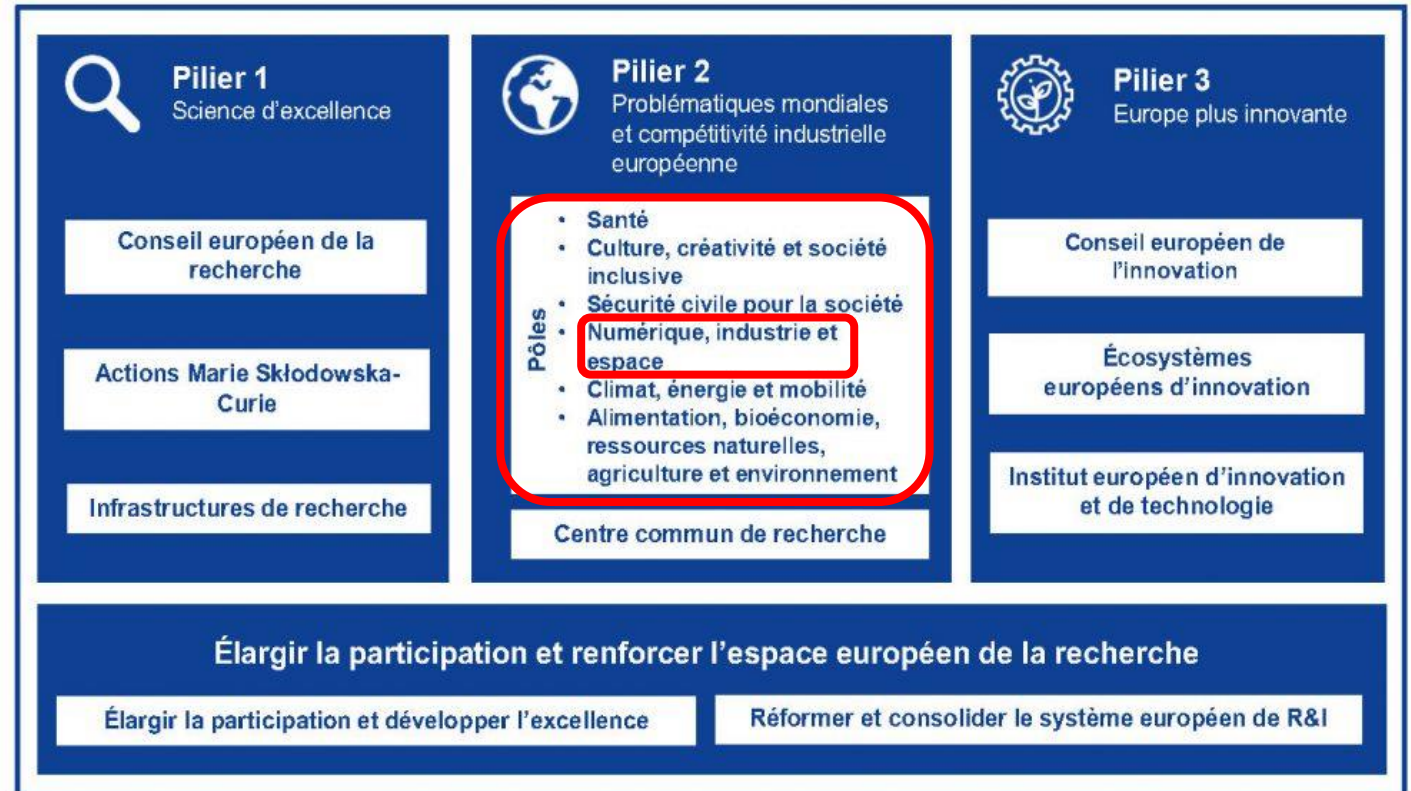 Pilier 1
Science d'excellence
Conseil européen de la
recherche
Actions Marie Skłodowska-
Curie
Infrastructures de recherche
Pilier 2
Problématiques mondiales
et compétitivité industrielle
européenne
Pôles
• Santé
• Culture, créativité et société
inclusive
• Sécurité civile pour la société
• Numérique, industrie et
espace
• Climat, énergie et mobilité
• Alimentation, bioéconomie,
ressources naturelles,
agriculture et environnement
Centre commun de recherche
Pilier 3
Europe plus innovante
Conseil européen de
l'innovation
Écosystèmes
européens d'innovation
Institut européen d'innovation
et de technologie
Élargir la participation et renforcer l'espace européen de la recherche
Élargir la participation et développer l'excellence
Réformer et consolider le système européen de R&I